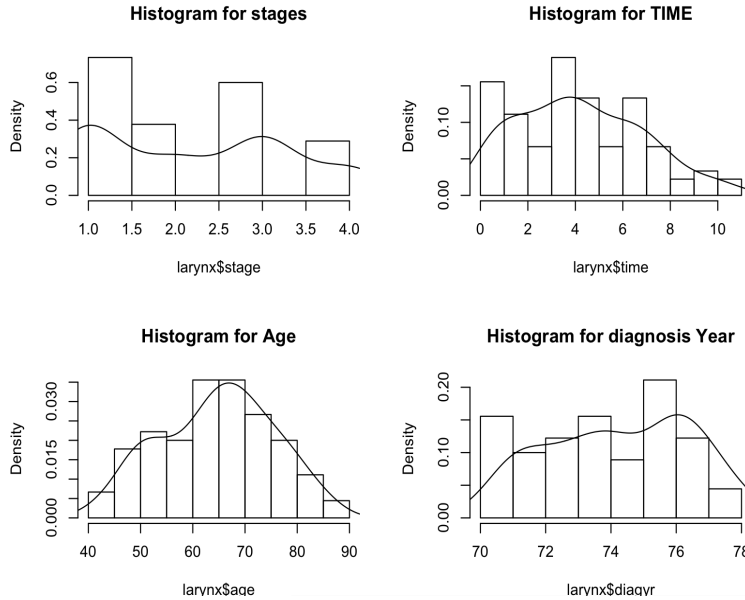 Histogram for stages
Density
0.0 0.2 0.4 0.6
1.0 1.5 2.0 2.5 3.0 3.5 4.0
larynx$stage
Histogram for TIME
Density
0.00 0.10
0 2 4 6 8 10
larynx$time
Histogram for Age
Density
0.000 0.015 0.030
40 50 60 70 80 90
larynx$age
Histogram for diagnosis Year
Density
0.00 0.10 0.20
70 72 74 76 78
larynx$diagyr